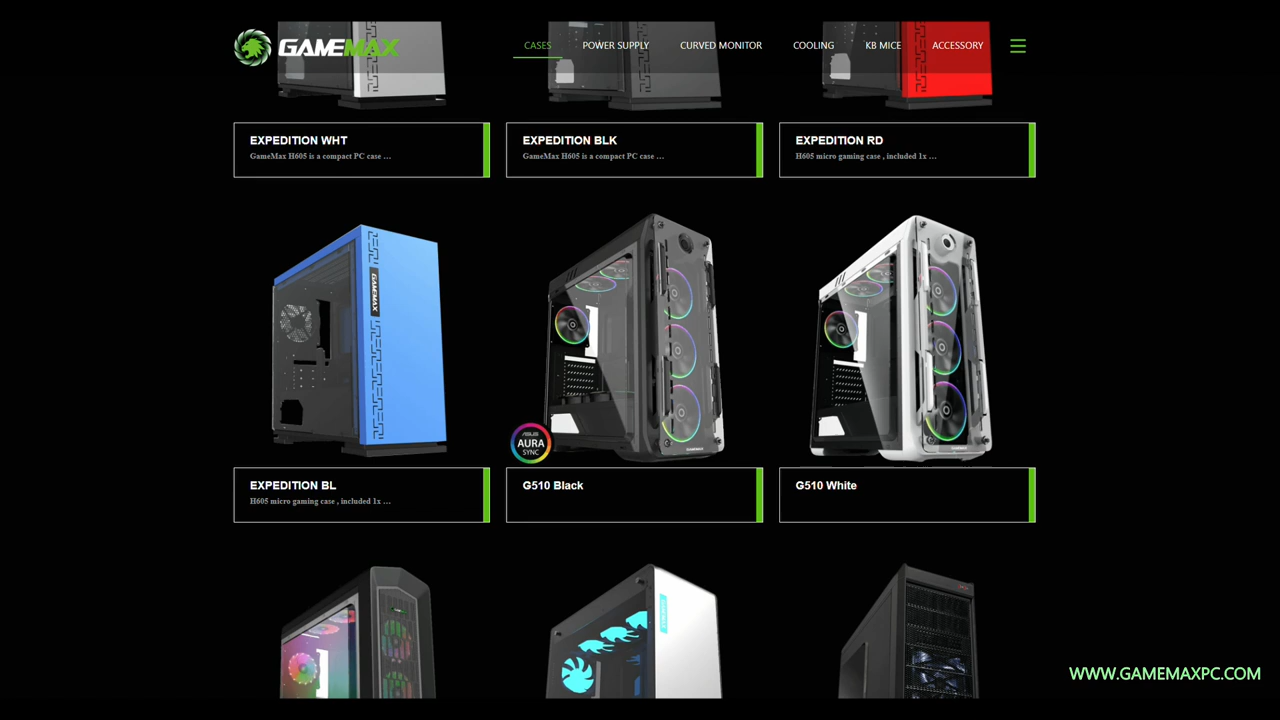 GAMEMAX
CASES
POWER SUPPLY
CURVED MONITOR
COOLING
KB MICE
ACCESSORY
EXPEDITION WHT
GameMax H605 is a compact PC case ...
EXPEDITION BLK
GameMax H605 is a compact PC case ...
EXPEDITION RD
H605 micro gaming case , included 1x ...
GAMEMAX
ASUS
AURA
SYNC
EXPEDITION BL
H605 micro gaming case , included 1x ...
G510 Black
G510 White
WWW.GAMEMAXPC.COM